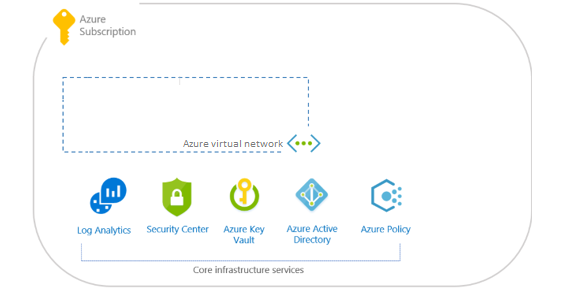 Azure
Subscription
Azure virtual network
Log Analytics
Security Center
Azure Key
Vault
Azure Active
Directory
Azure Policy
Core infrastructure services